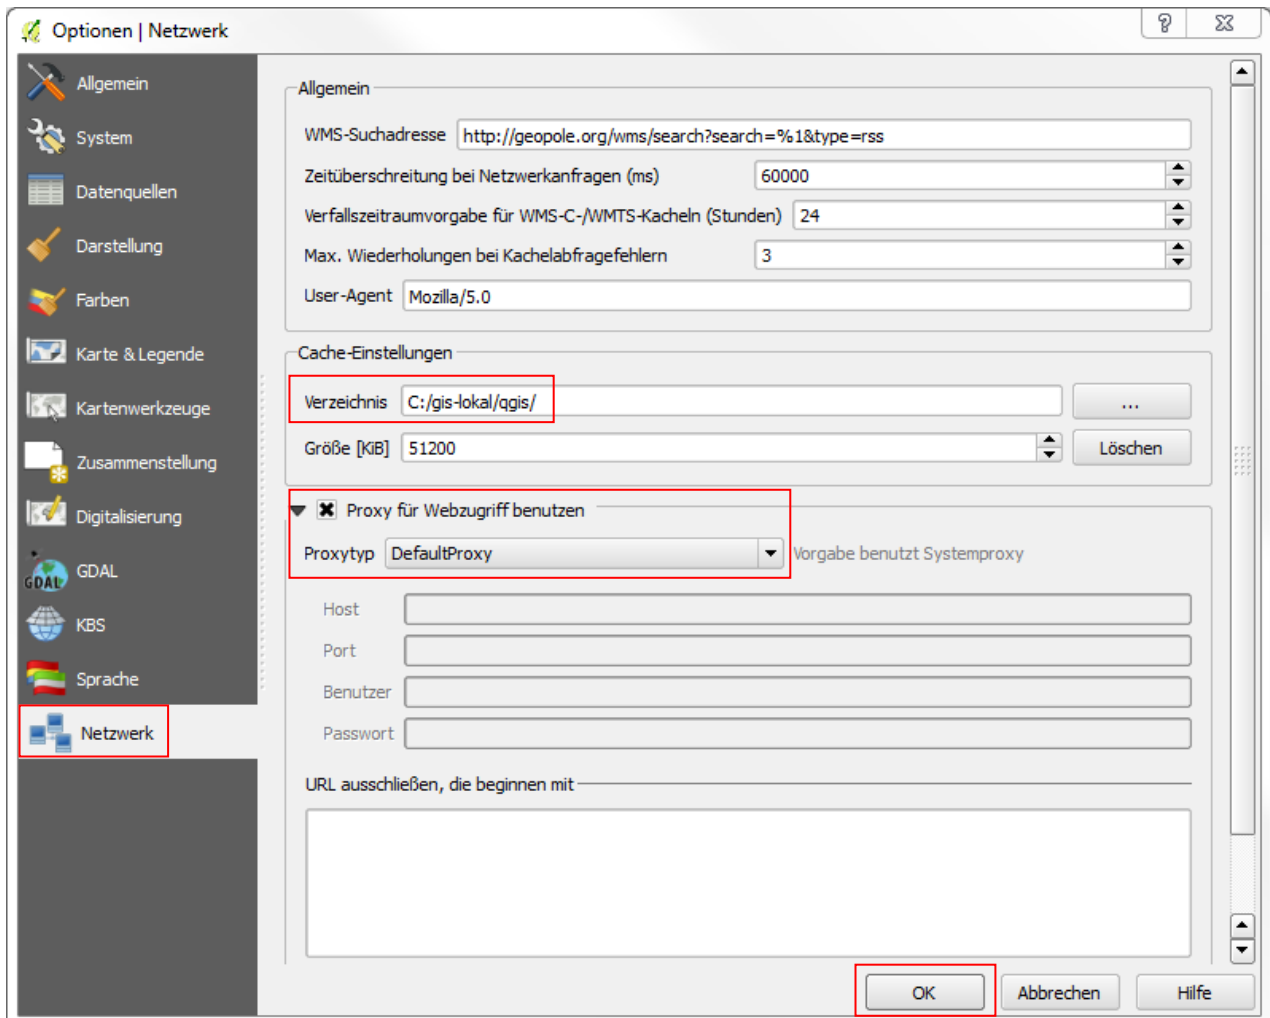 Optionen | Netzwerk
Allgemein
System
Datenquellen
Darstellung
Farben
Karte & Legende
Kartenwerkzeuge
Zusammenstellung
Digitalisierung
GDAL
GDAL
KBS
Sprache
Netzwerk
Allgemein
WMS-Suchadresse http://geopole.org/wms/search?search=%1&type=rss
Zeitüberschreitung bei Netzwerkanfragen (ms) 60000
Verfallszeitraumvorgabe für WMS-C-/WMTS-Kacheln (Stunden) 24
Max. Wiederholungen bei Kachelabfragefehlern 3
User-Agent Mozilla/5.0
Cache-Einstellungen
Verzeichnis C:/gis-lokal/qgis/ ...
Größe [KiB] 51200 Löschen
Proxy für Webzugriff benutzen
Proxytyp DefaultProxy Vorgabe benutzt Systemproxy
Host
Port
Benutzer
Passwort
URL ausschließen, die beginnen mit
OK Abbrechen Hilfe